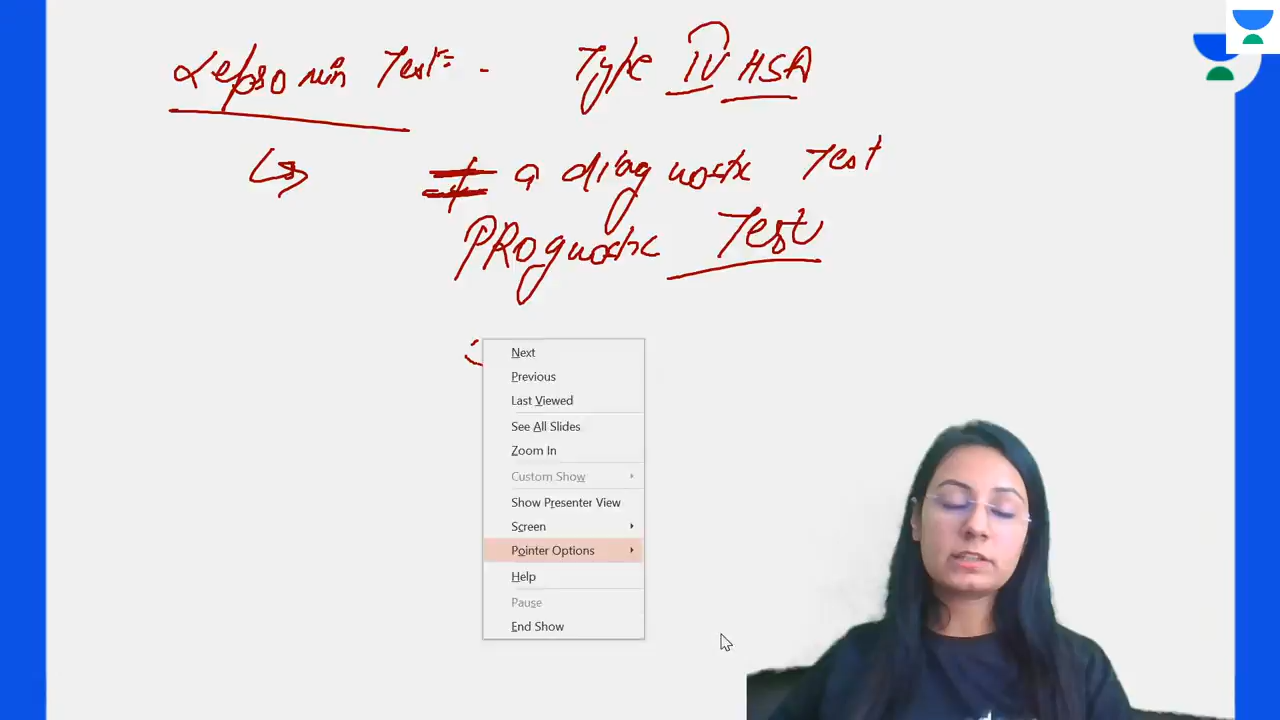 Lepromin Test:- Type IV HSR
≠ a diagnostic Test
PROgnostic Test
Next
Previous
Last Viewed
See All Slides
Zoom In
Custom Show
Show Presenter View
Screen
Pointer Options
Help
Pause
End Show